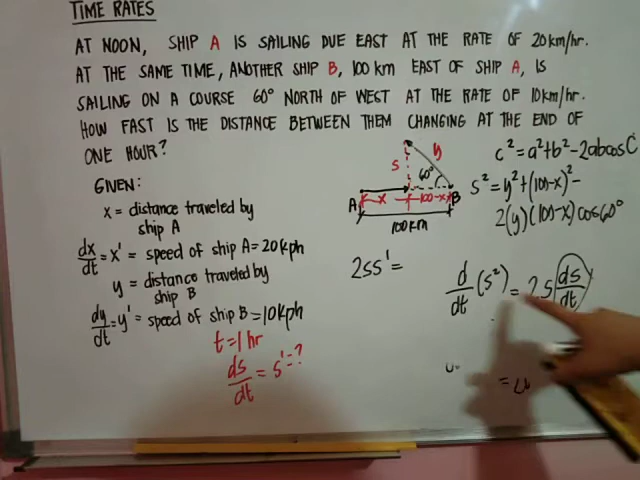 TIME RATES
AT NOON, SHIP A IS SAILING DUE EAST AT THE RATE OF 20km/hr.
AT THE SAME TIME, ANOTHER SHIP B, 100 km EAST OF SHIP A, IS
SAILING ON A COURSE 60° NORTH OF WEST AT THE RATE OF 10km/hr.
HOW FAST IS THE DISTANCE BETWEEN THEM CHANGING AT THE END OF
ONE HOUR?
GIVEN:
x = distance traveled by
ship A
dx/dt = x' = speed of ship A = 20kph
y = distance traveled by
ship B
dy/dt = y' = speed of ship B = 10kph
t = 1 hr
ds/dt = s' = ?
s
y
60°
A
x
100-x
B
100km
c² = a² + b² - 2abcosC
s² = y² + (100-x)² -
2(y)(100-x)cos60°
2ss' =
d/dt (s²) = 2s ds/dt